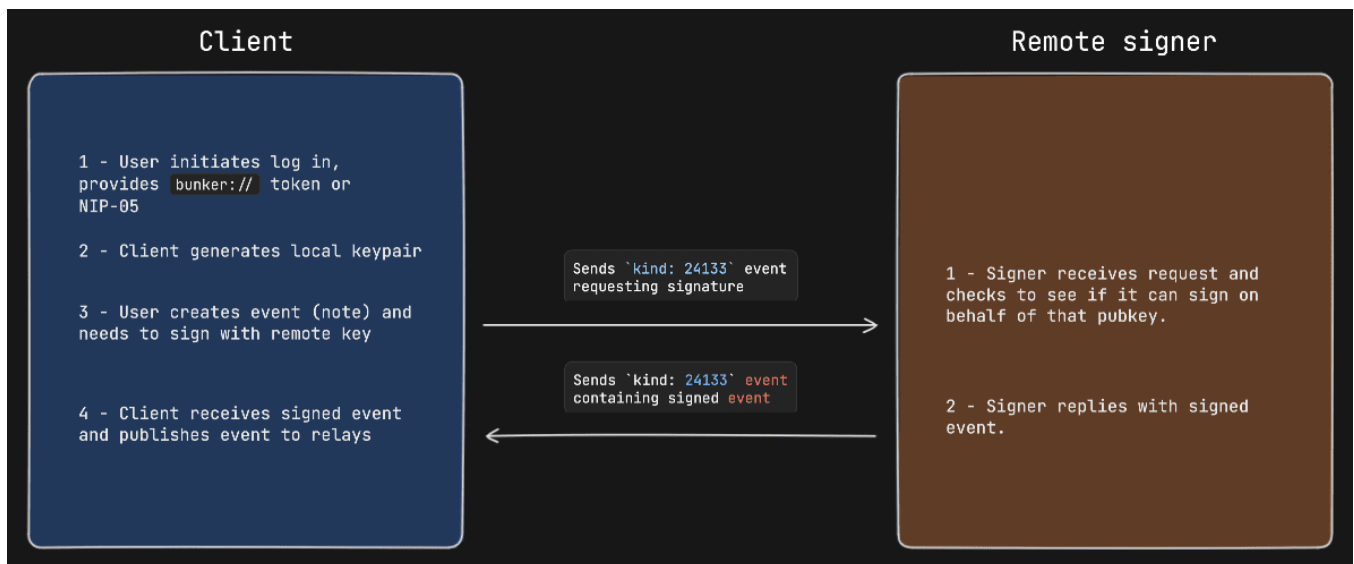 Client
Remote signer
1 - User initiates log in,
provides bunker:// token or
NIP-05
2 - Client generates local keypair
3 - User creates event (note) and
needs to sign with remote key
4 - Client receives signed event
and publishes event to relays
Sends `kind: 24133` event
requesting signature
Sends `kind: 24133` event
containing signed event
1 - Signer receives request and
checks to see if it can sign on
behalf of that pubkey.
2 - Signer replies with signed
event.